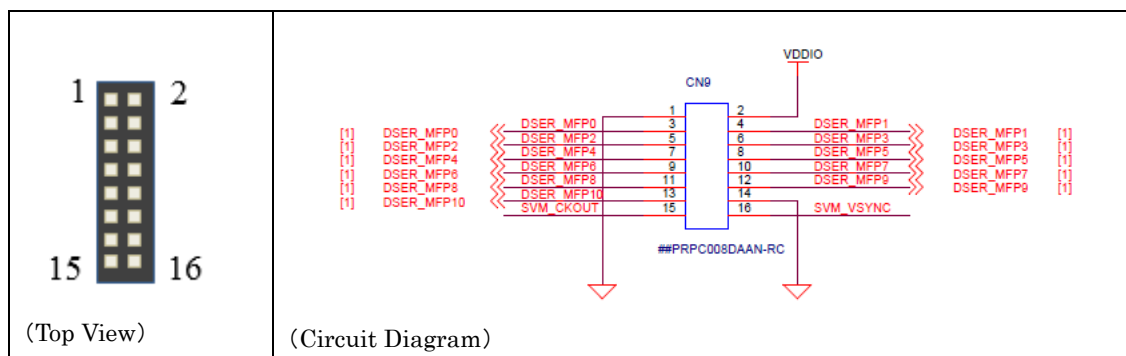 1 2
15 16
(Top View)
VDDIO
CN9
1 2
DSER_MFP0 3 4 DSER_MFP1
[1] DSER_MFP0 DSER_MFP2 5 6 DSER_MFP3 DSER_MFP1 [1]
[1] DSER_MFP2 DSER_MFP4 7 8 DSER_MFP5 DSER_MFP3 [1]
[1] DSER_MFP4 DSER_MFP6 9 10 DSER_MFP7 DSER_MFP5 [1]
[1] DSER_MFP6 DSER_MFP8 11 12 DSER_MFP9 DSER_MFP7 [1]
[1] DSER_MFP8 DSER_MFP10 13 14 DSER_MFP9 [1]
[1] DSER_MFP10 SVM_CKOUT 15 16 SVM_VSYNC
##PRPC008DAAN-RC
(Circuit Diagram)